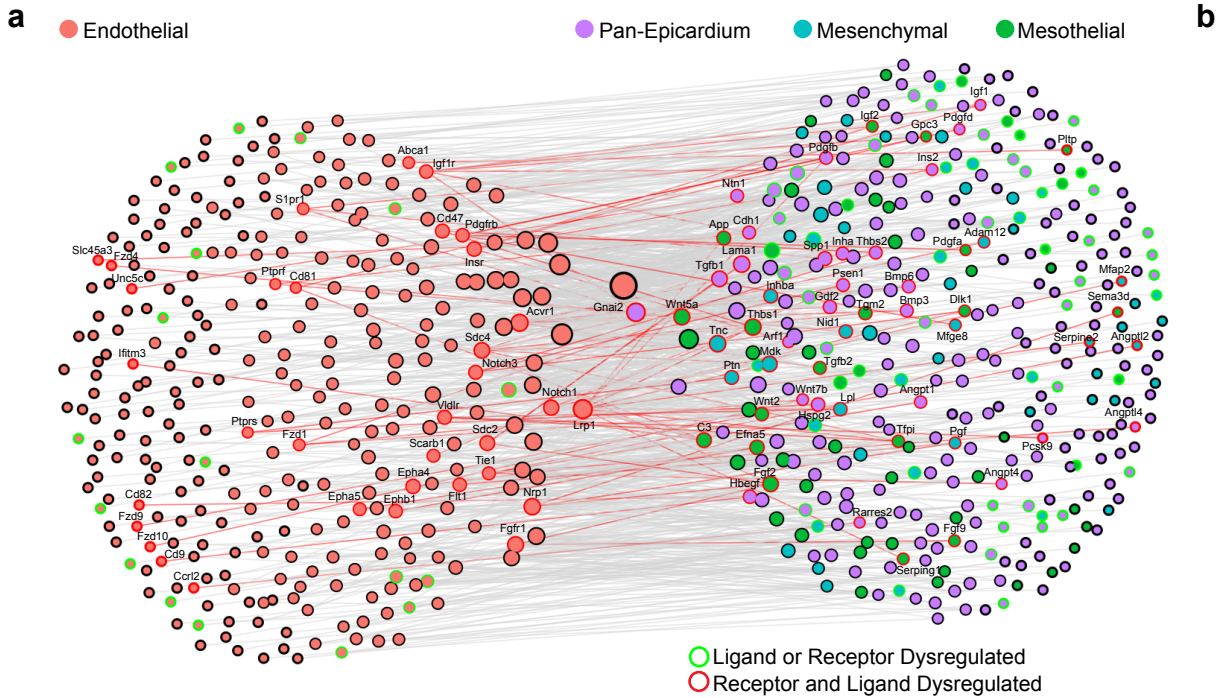 a
b
Endothelial
Pan-Epicardium
Mesenchymal
Mesothelial
Abca1
Igf1r
S1pr1
Cd47
Pdgfrb
Insr
Slc45a3
Fzd4
Unc5c
Ptprf
Cd81
Acvr1
Gnai2
Sdc4
Notch3
Ifitm3
Notch1
Lrp1
Vldlr
Ptprs
Fzd1
Sdc2
Scarb1
Tie1
Epha4
Epha5
Ephb1
Flt1
Nrp1
Cd82
Fzd9
Fzd10
Cd9
Ccrl2
Fgfr1
Igf1
Igf2
Pdgfd
Gpc3
Pltp
Pdgfb
Ins2
Ntn1
App
Cdh1
Lama1
Spp1
Inha
Thbs2
Adam12
Pdgfa
Tgfb1
Inhba
Psen1
Bmp6
Mfap2
Wnt5a
Gdf2
Tgm2
Bmp3
Dlk1
Sema3d
Thbs1
Arf1
Nid1
Mfge8
Serpine2
Angptl2
Tnc
Mdk
Tgfb2
Ptn
Wnt7b
Angpt1
Wnt2
Hspg2
Lpl
Angptl4
C3
Efna5
Tfpi
Pgf
Pcsk9
Fgf2
Hbegf
Angpt4
Rarres2
Fgf9
Serping1
Ligand or Receptor Dysregulated
Receptor and Ligand Dysregulated